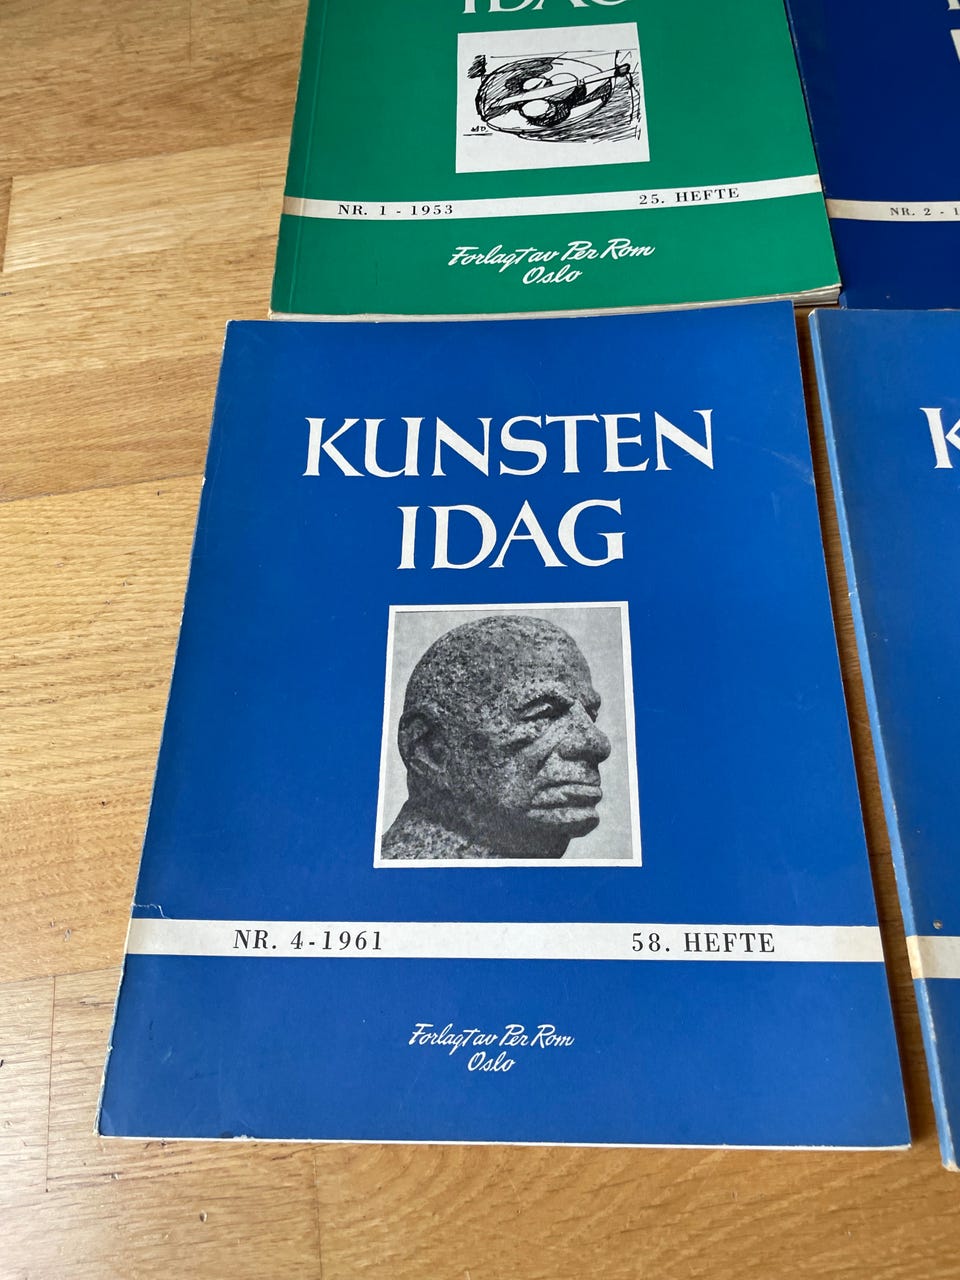 IDAG
NR. 1 - 1953
25. HEFTE
Forlagt av Per Rom
Oslo
NR. 2 - 1
KUNSTEN
IDAG
NR. 4-1961
58. HEFTE
Forlagt av Per Rom
Oslo
K